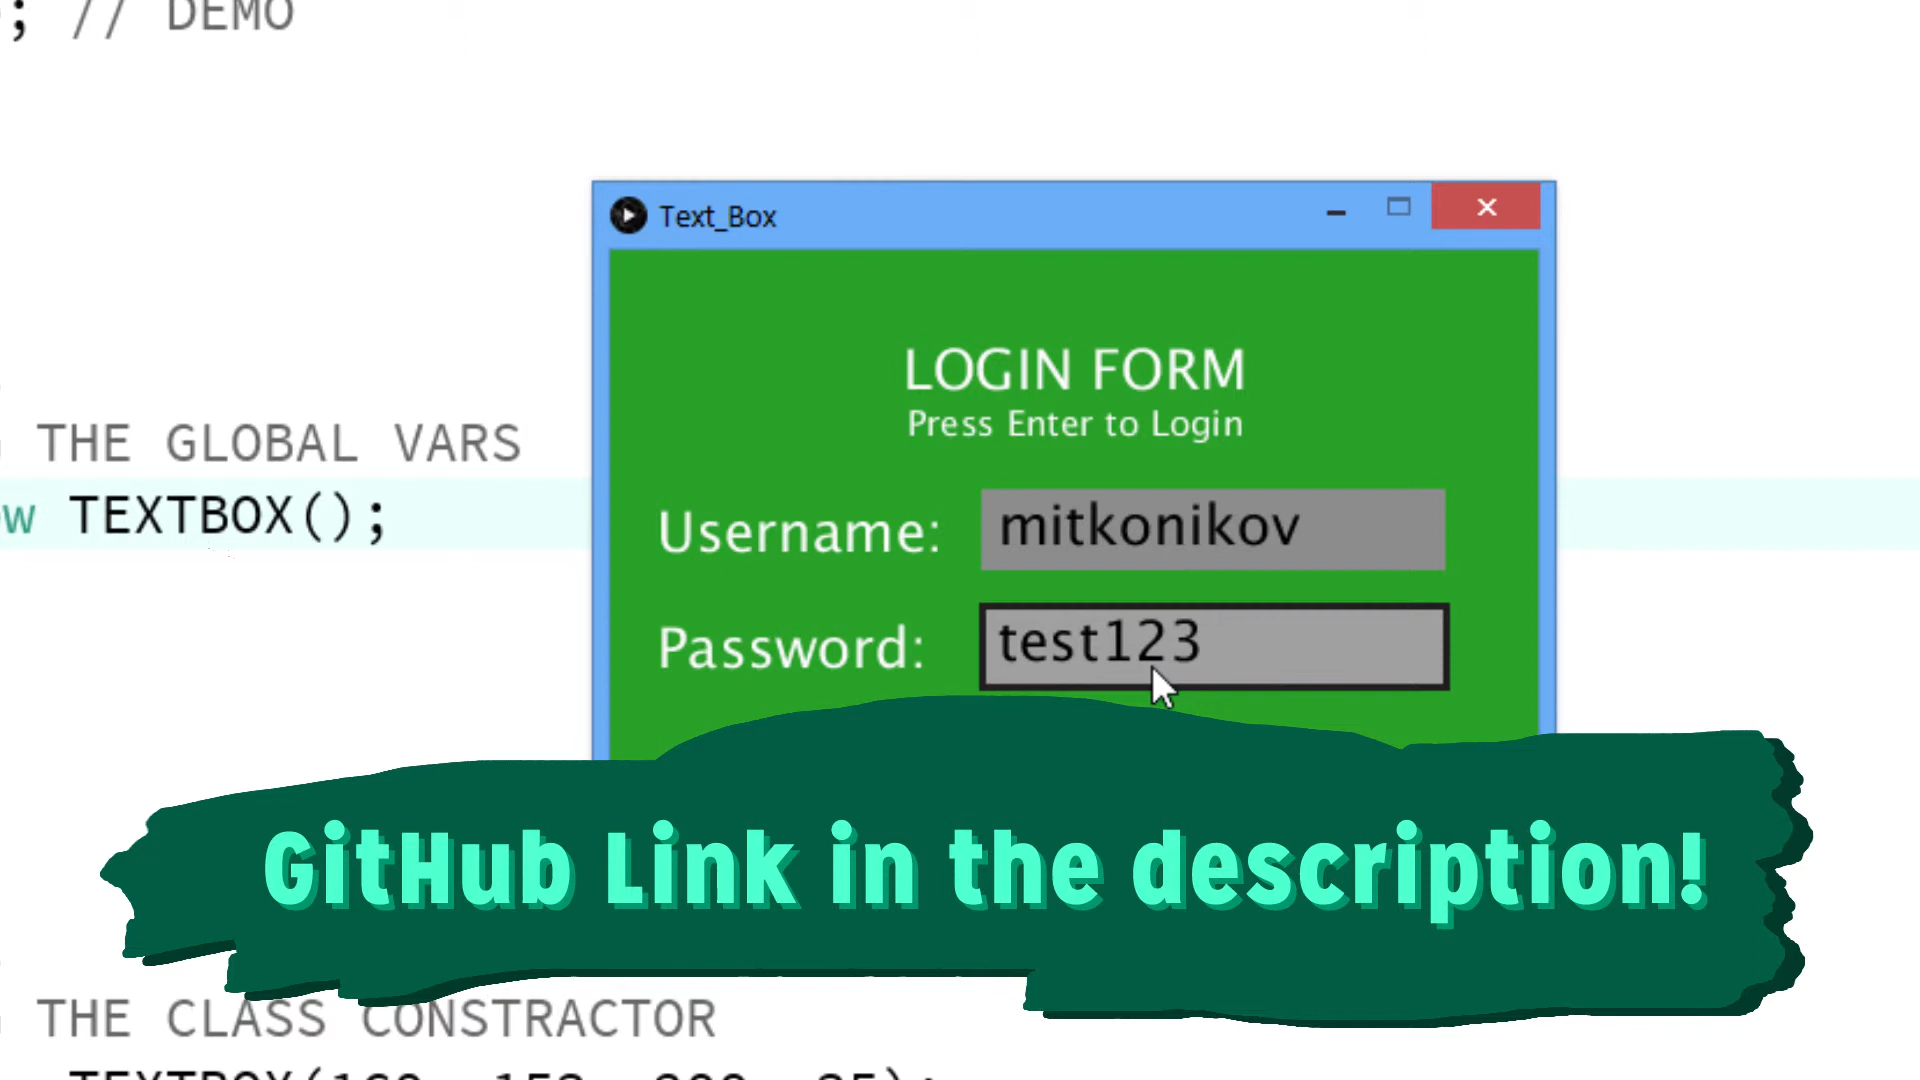 ; // DEMO
Text_Box
LOGIN FORM
Press Enter to Login
THE GLOBAL VARS
TEXTBOX();
Username: mitkonikov
Password: test123
GitHub Link in the description!
THE CLASS CONSTRACTOR